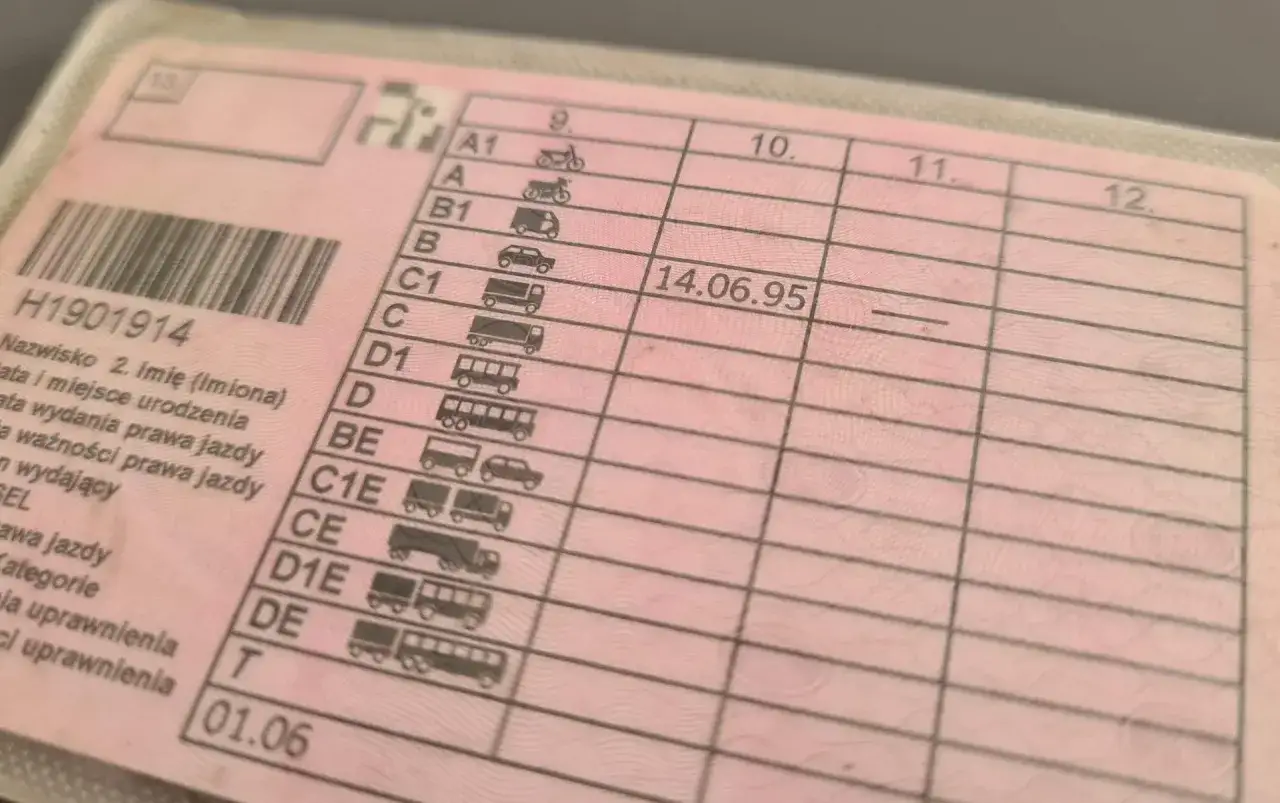 13.
H1901914
Nazwisko 2. imię (imiona)
ata i miejsce urodzenia
ata wydania prawa jazdy
a ważności prawa jazdy
n wydający
SEL
awa jazdy
Kategorie
nia uprawnienia
ci uprawnienia
9. 10. 11. 12.
A1
A
B1
B 14.06.95 —
C1
C
D1
D
BE
C1E
CE
D1E
DE
T
01.06